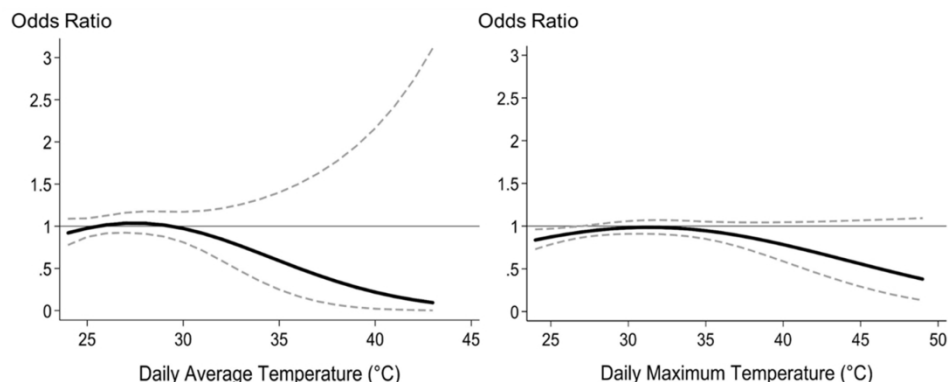 Odds Ratio
3
2.5
2
1.5
1
.5
0
25 30 35 40 45
Daily Average Temperature (°C)
Odds Ratio
3
2.5
2
1.5
1
.5
0
25 30 35 40 45 50
Daily Maximum Temperature (°C)